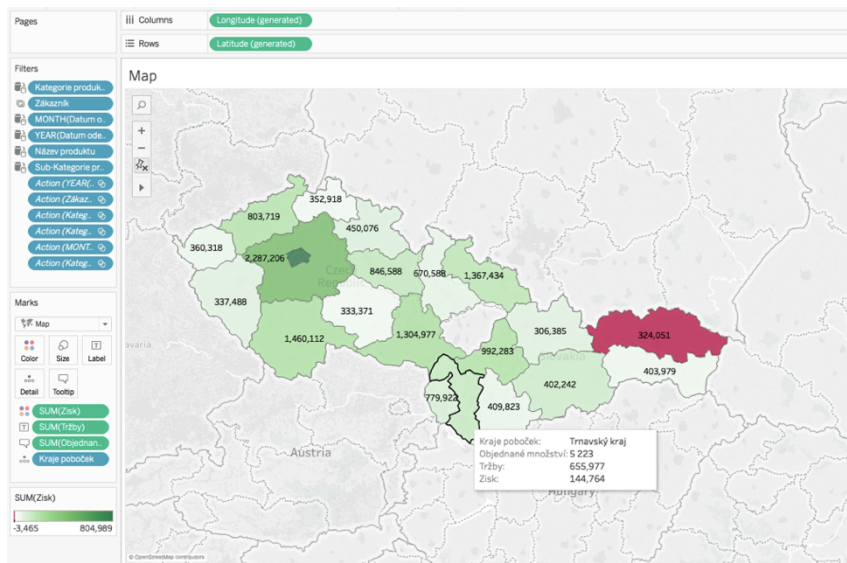 Pages
iii Columns
Longitude (generated)
Rows
Latitude (generated)
Filters
Kategorie produk..
Zákazník
MONTH(Datum o..
YEAR(Datum ode..
Název produktu
Sub-Kategorie pr..
Action (YEAR(..
Action (Zákaz..
Action (Kateg..
Action (Kateg..
Action (MONT..
Action (Kateg..
Marks
Map
Color
Size
Label
Detail
Tooltip
SUM(Zisk)
SUM(Tržby)
SUM(Objednan..
Kraje poboček
SUM(Zisk)
-3,465
804,989
Map
352,918
803,719
450,076
360,318
2,287,206
Czech
846,588
670,588
1,367,434
337,488
333,371
1,304,977
1,460,112
306,385
324,051
992,283
Slovakia
403,979
402,242
779,922
409,823
Austria
Kraje poboček: Trnavský kraj
Objednané množství: 5 223
Tržby: 655,977
Zisk: 144,764
Hungary
© OpenStreetMap contributors